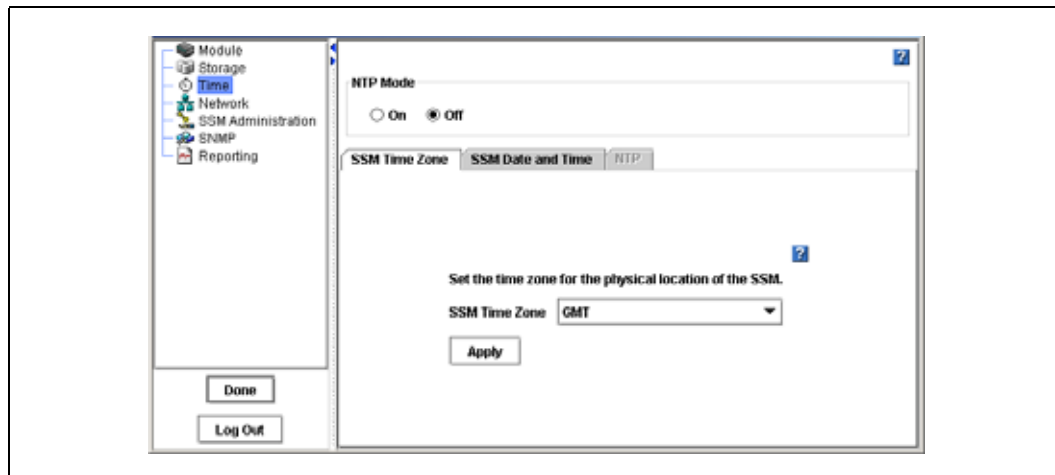 Module
Storage
Time
Network
SSM Administration
SNMP
Reporting
Done
Log Out
?
NTP Mode
On Off
SSM Time Zone SSM Date and Time NTP
?
Set the time zone for the physical location of the SSM.
SSM Time Zone GMT
Apply